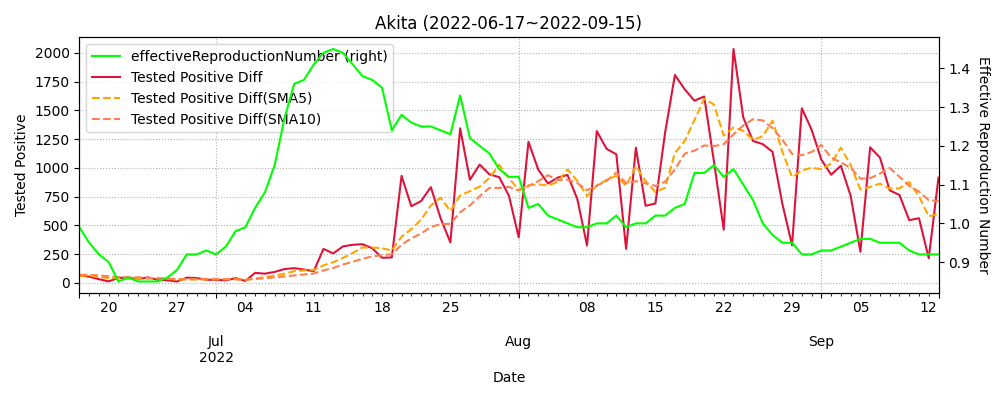 Akita (2022-06-17~2022-09-15)
effectiveReproductionNumber (right)
Tested Positive Diff
Tested Positive Diff(SMA5)
Tested Positive Diff(SMA10)
Tested Positive
2000
1750
1500
1250
1000
750
500
250
0
1.4
1.3
1.2
1.1
1.0
0.9
Effective Reproduction Number
20 27 04 11 18 25 08 15 22 29 05 12
Jul Aug Sep
2022
Date